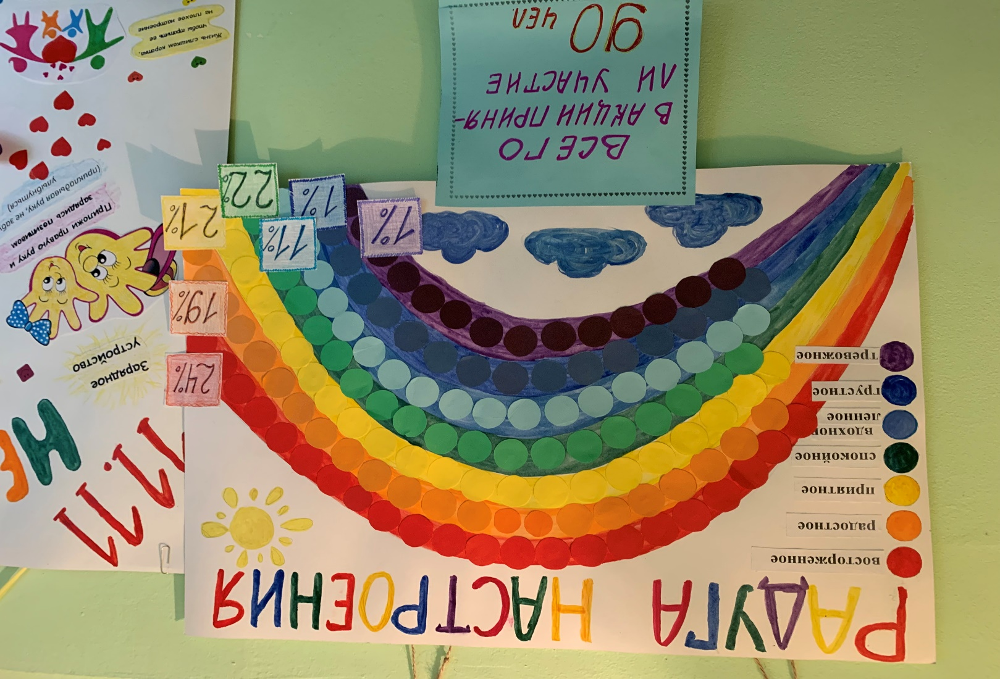 РАДУГА НАСТРОЕНИЯ
восторженное
радостное
приятное
спокойное
вдохнов
ленное
грустное
тревожное
24%
19%
21%
22%
11%
1%
1%
ВСЕГО
В АКЦИИ ПРИНЯ-
ЛИ УЧАСТИЕ
90 ЧЕЛ.
Зарядное
устройство
Приложи правую руку и
зарядись позитивом
(прикладывая руку, не
улыбнуться)
Жизнь слишком коротка,
чтобы тратить её
на плохое настроение